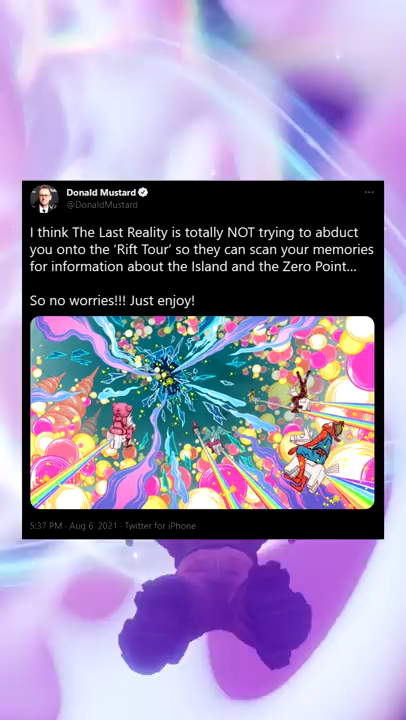 Donald Mustard
@DonaldMustard
I think The Last Reality is totally NOT trying to abduct
you onto the ‘Rift Tour’ so they can scan your memories
for information about the Island and the Zero Point...
So no worries!!! Just enjoy!
5:37 PM · Aug 6, 2021 · Twitter for iPhone